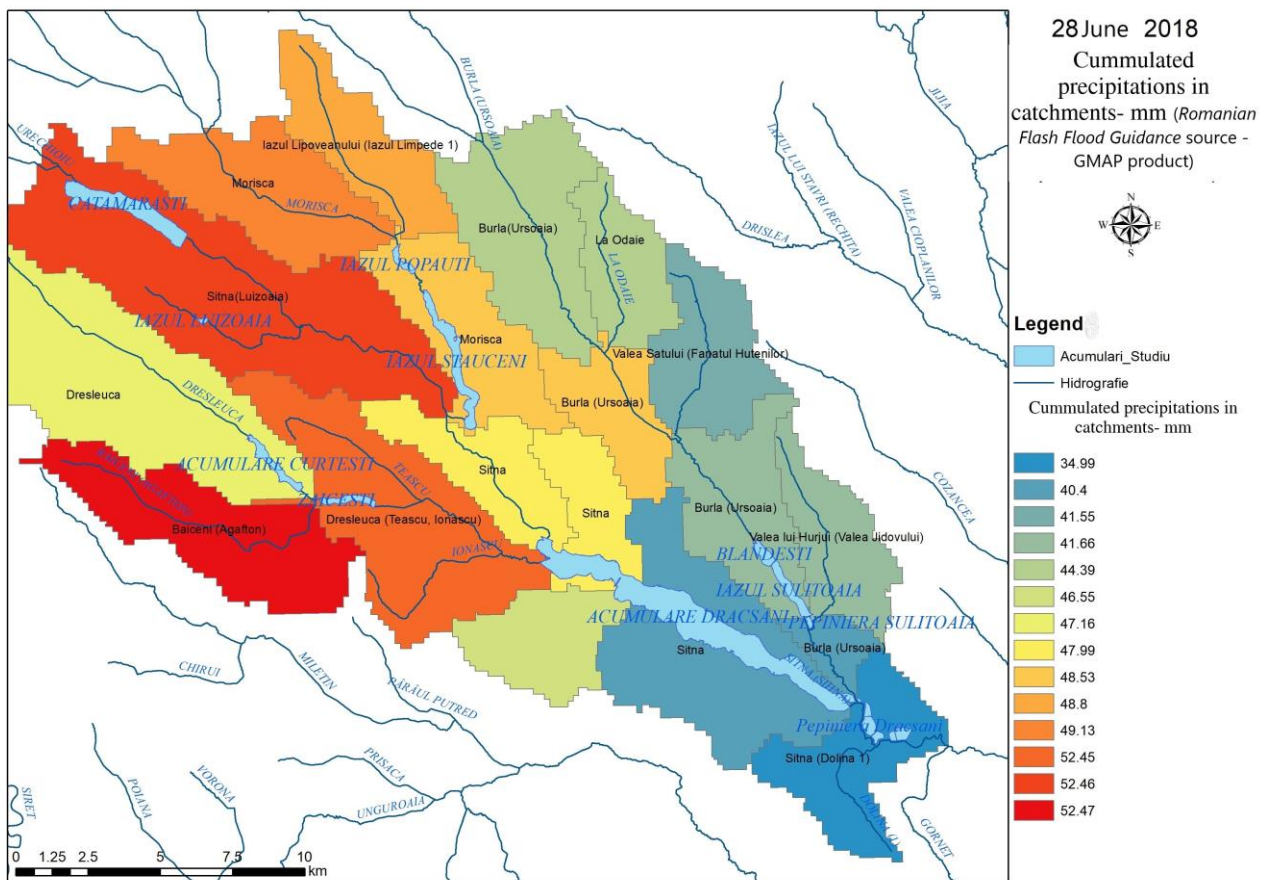 28 June 2018
Cummulated
precipitations in
catchments- mm (Romanian
Flash Flood Guidance source -
GMAP product)
N
W E
S
Legend
Acumulari_Studiu
Hidrografie
Cummulated precipitations in
catchments- mm
34.99
40.4
41.55
41.66
44.39
46.55
47.16
47.99
48.53
48.8
49.13
52.45
52.46
52.47
BURLA (URSOAIA)
JIJIA
URECHIOIU
Iazul Lipoveanului (Iazul Limpede 1)
IAZUL LUI STAVRI (RECHITA)
Morisca
CATAMARASTI
MORISCA
VALEA CIOPLANILOR
DRISLEA
Burla(Ursoaia)
La Odaie
LA ODAIE
IAZUL POPAUTI
Sitna(Luizoaia)
IAZUL LUIZOAIA
Morisca
IAZUL STAUCENI
Valea Satului (Fanatul Hutenilor)
Dresleuca
DRESLEUCA
Burla (Ursoaia)
ACUMULARE CURTESTI
TEASCU
Sitna
COZANCEA
Sitna
Burla (Ursoaia)
Baiceni (Agafton)
Dresleuca (Teascu, Ionascu)
Valea lui Hurjui (Valea Jidovului)
IONASCU
BLANDESTI
IAZUL SULITOAIA
ACUMULARE DRACSANI
PEPINIERA SULITOAIA
Sitna
Burla (Ursoaia)
CHIRUI
MILETIN
PÂRÂUL PUTRED
Pepiniera Dracsani
Sitna (Dolina 1)
PRISACA
VORONA
POIANA
UNGUROAIA
SIRET
DOLINA (1)
GORNET
0 1.25 2.5 5 7.5 10
km